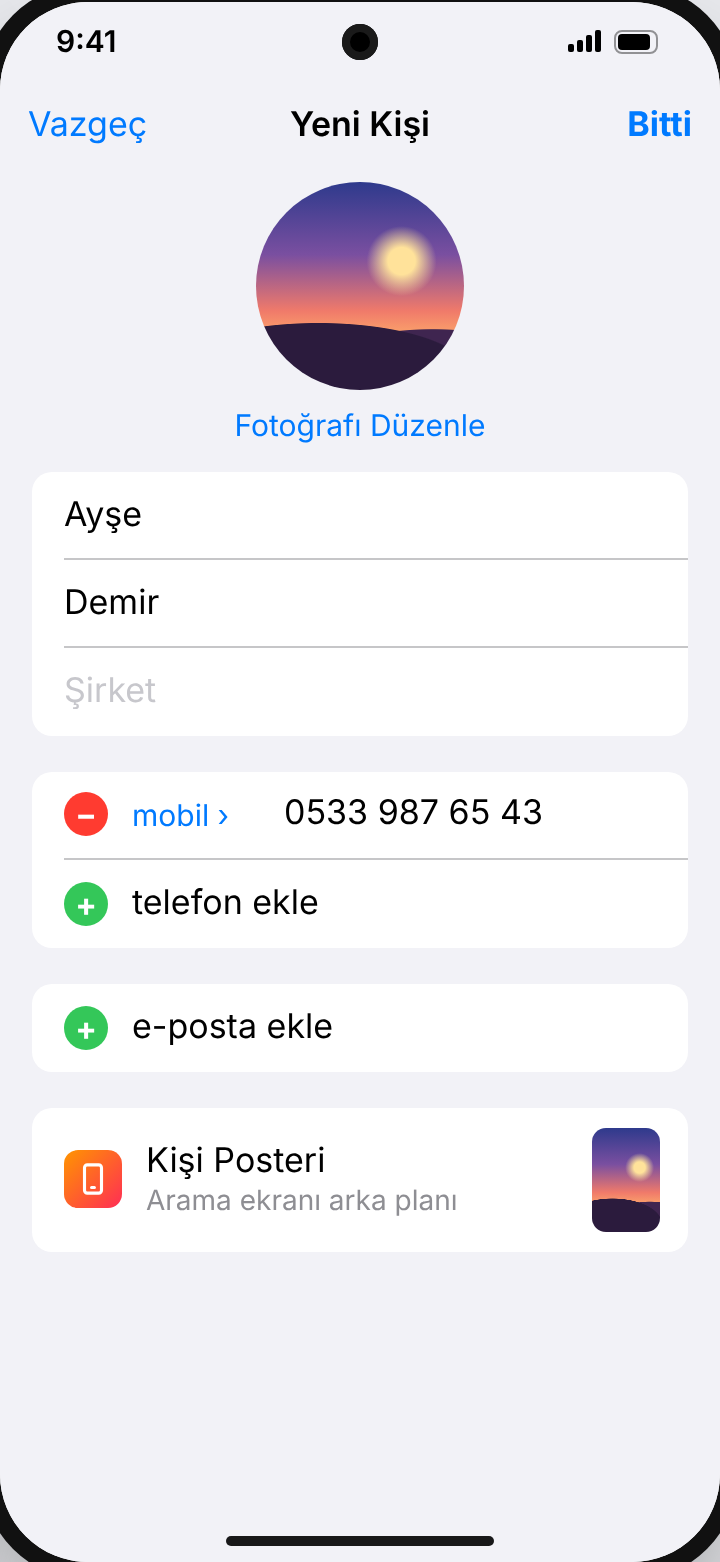 9:41
Vazgeç
Yeni Kişi
Bitti
Fotoğrafı Düzenle
Ayşe
Demir
Şirket
mobil › 0533 987 65 43
telefon ekle
e-posta ekle
Kişi Posteri
Arama ekranı arka planı